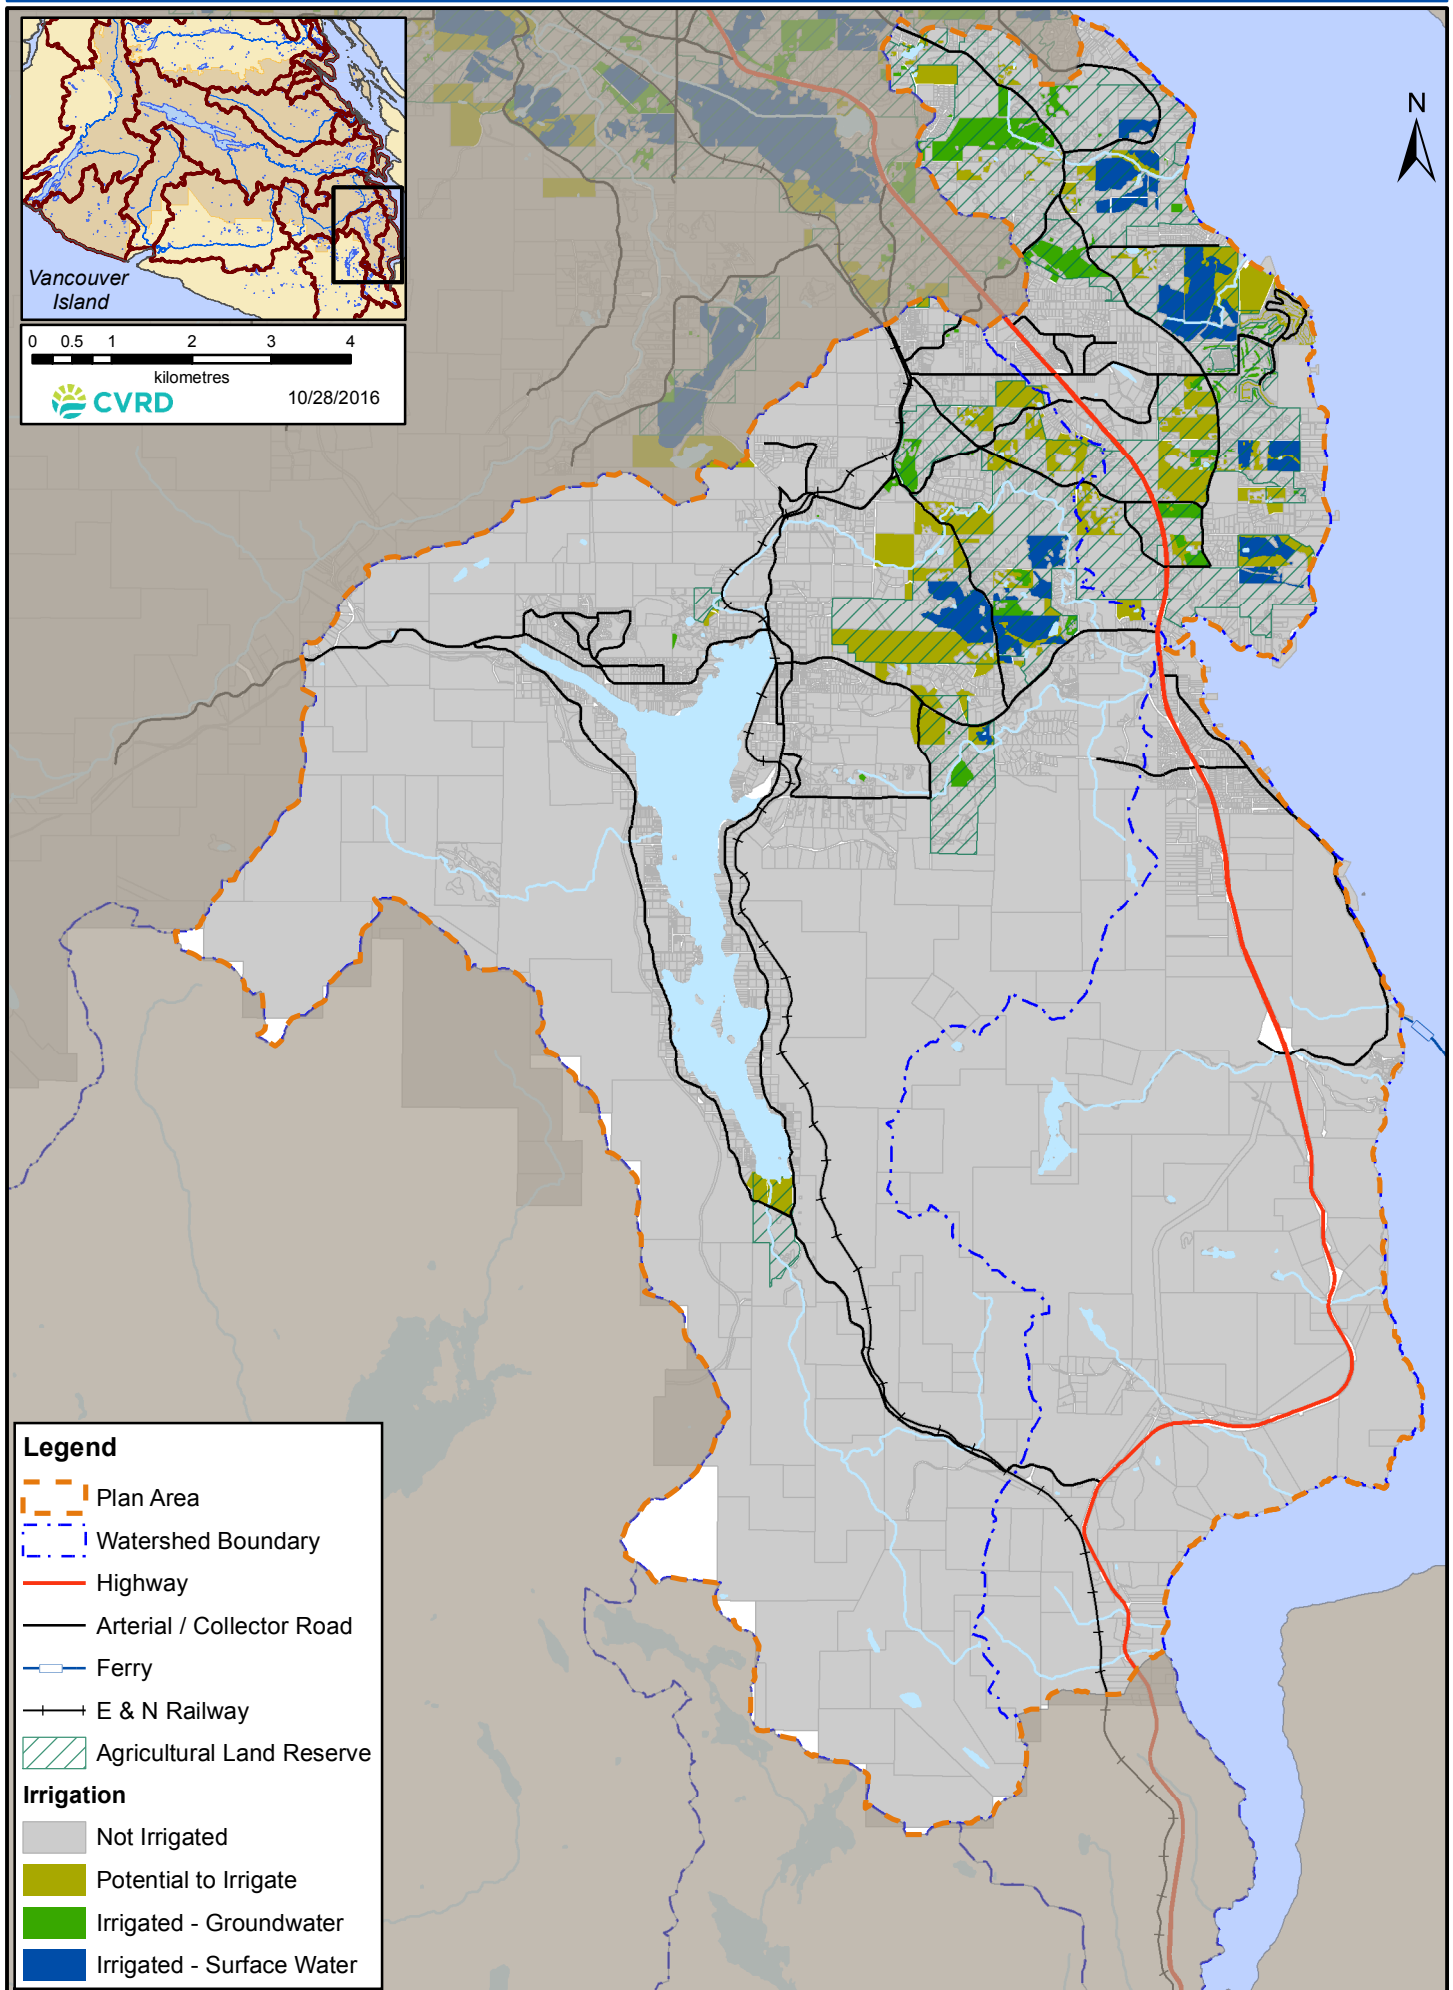 Vancouver
Island
0 0.5 1 2 3 4
kilometres
CVRD 10/28/2016
N
Legend
Plan Area
Watershed Boundary
Highway
Arterial / Collector Road
Ferry
E & N Railway
Agricultural Land Reserve
Irrigation
Not Irrigated
Potential to Irrigate
Irrigated - Groundwater
Irrigated - Surface Water